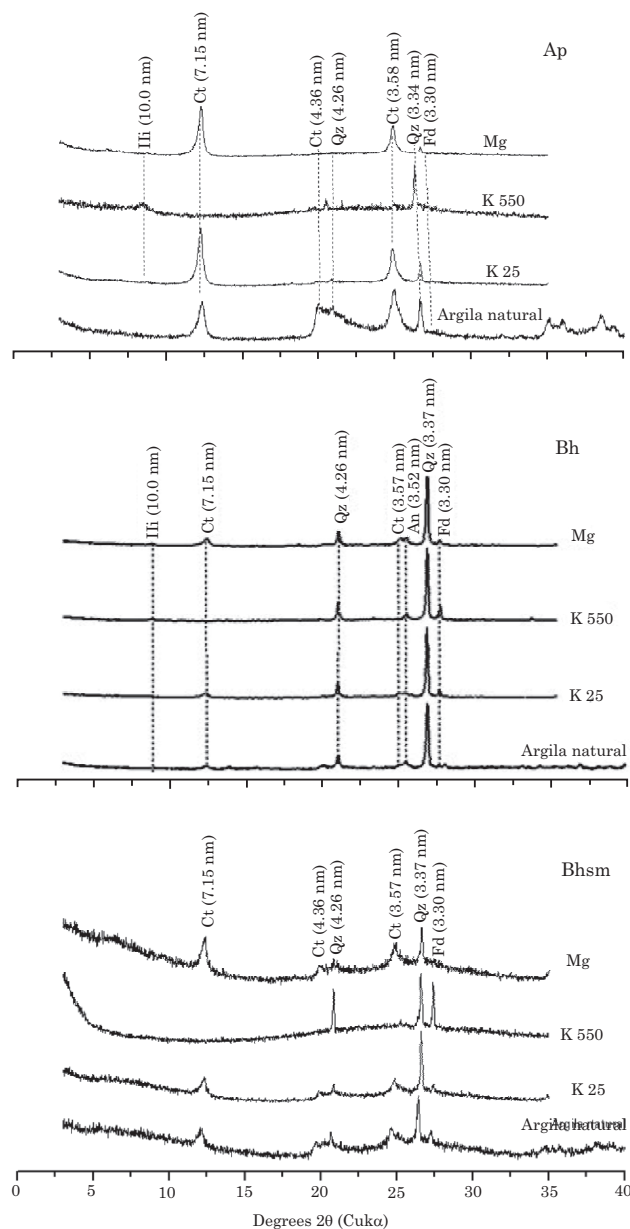 Ap
Ili (10.0 nm)
Ct (7.15 nm)
Ct (4.36 nm)
Qz (4.26 nm)
Ct (3.58 nm)
Qz (3.34 nm)
Fd (3.30 nm)
Mg
K 550
K 25
Argila natural
Bh
Ili (10.0 nm)
Ct (7.15 nm)
Qz (4.26 nm)
Ct (3.57 nm)
An (3.52 nm)
Qz (3.37 nm)
Fd (3.30 nm)
Mg
K 550
K 25
Argila natural
Bhsm
Ct (7.15 nm)
Ct (4.36 nm)
Qz (4.26 nm)
Ct (3.57 nm)
Qz (3.37 nm)
Fd (3.30 nm)
Mg
K 550
K 25
Argila natural
0 5 10 15 20 25 30 35 40
Degrees 2θ (Cukα)